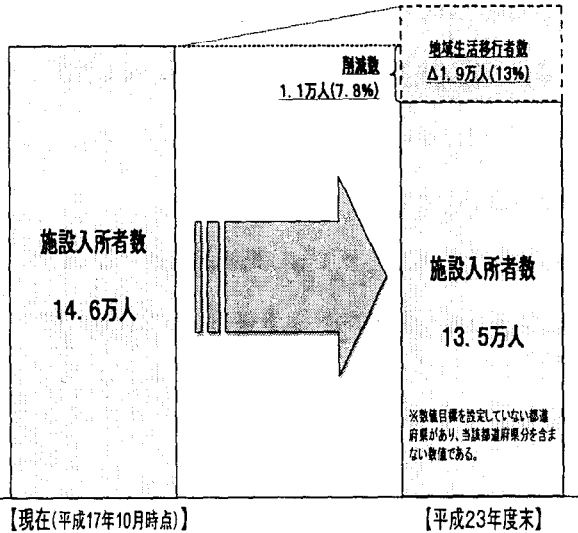 地域生活移行者数
Δ1.9万人(13%)
削減数
1.1万人(7.8%)
施設入所者数
14.6万人
施設入所者数
13.5万人
※数値目標を設定していない都道
府県があり、当該都道府県分を含ま
ない数値である。
【現在(平成17年10月時点)】
【平成23年度末】